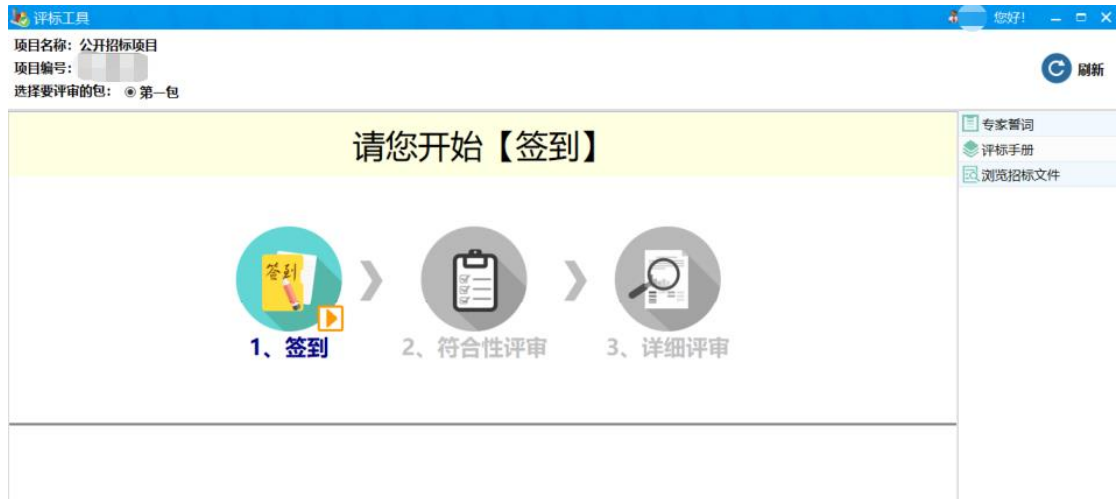 评标工具
您好!
项目名称：公开招标项目
项目编号：
选择要评审的包： 第一包
刷新
请您开始【签到】
专家誓词
评标手册
浏览招标文件
签到
1、签到
2、符合性评审
3、详细评审